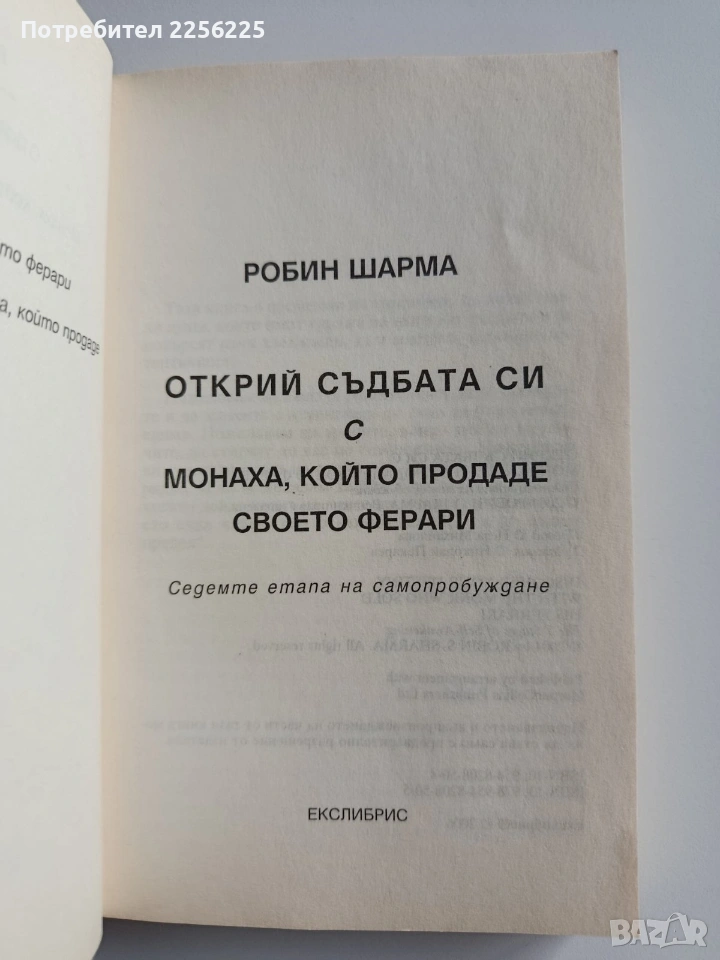 Потребител 2256225
то ферари
а, който продаде
РОБИН ШАРМА
ОТКРИЙ СЪДБАТА СИ
С
МОНАХА, КОЙТО ПРОДАДЕ
СВОЕТО ФЕРАРИ
Седемте етапа на самопробуждане
ЕКСЛИБРИС
BAZAR